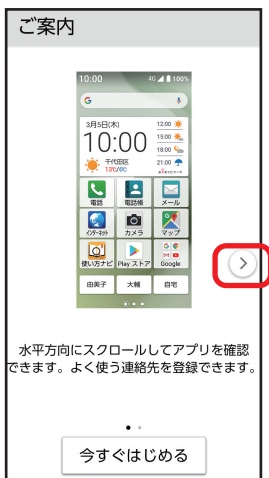 ご案内
10:00 4G 100%
G
3月5日(木)
10:00
千代田区
13℃/6℃
12:00
15:00
18:00
21:00
電話 電話帳 メール
インターネット カメラ マップ
使い方ナビ Play ストア Google
由美子 大輔 自宅
水平方向にスクロールしてアプリを確認
できます。よく使う連絡先を登録できます。
今すぐはじめる